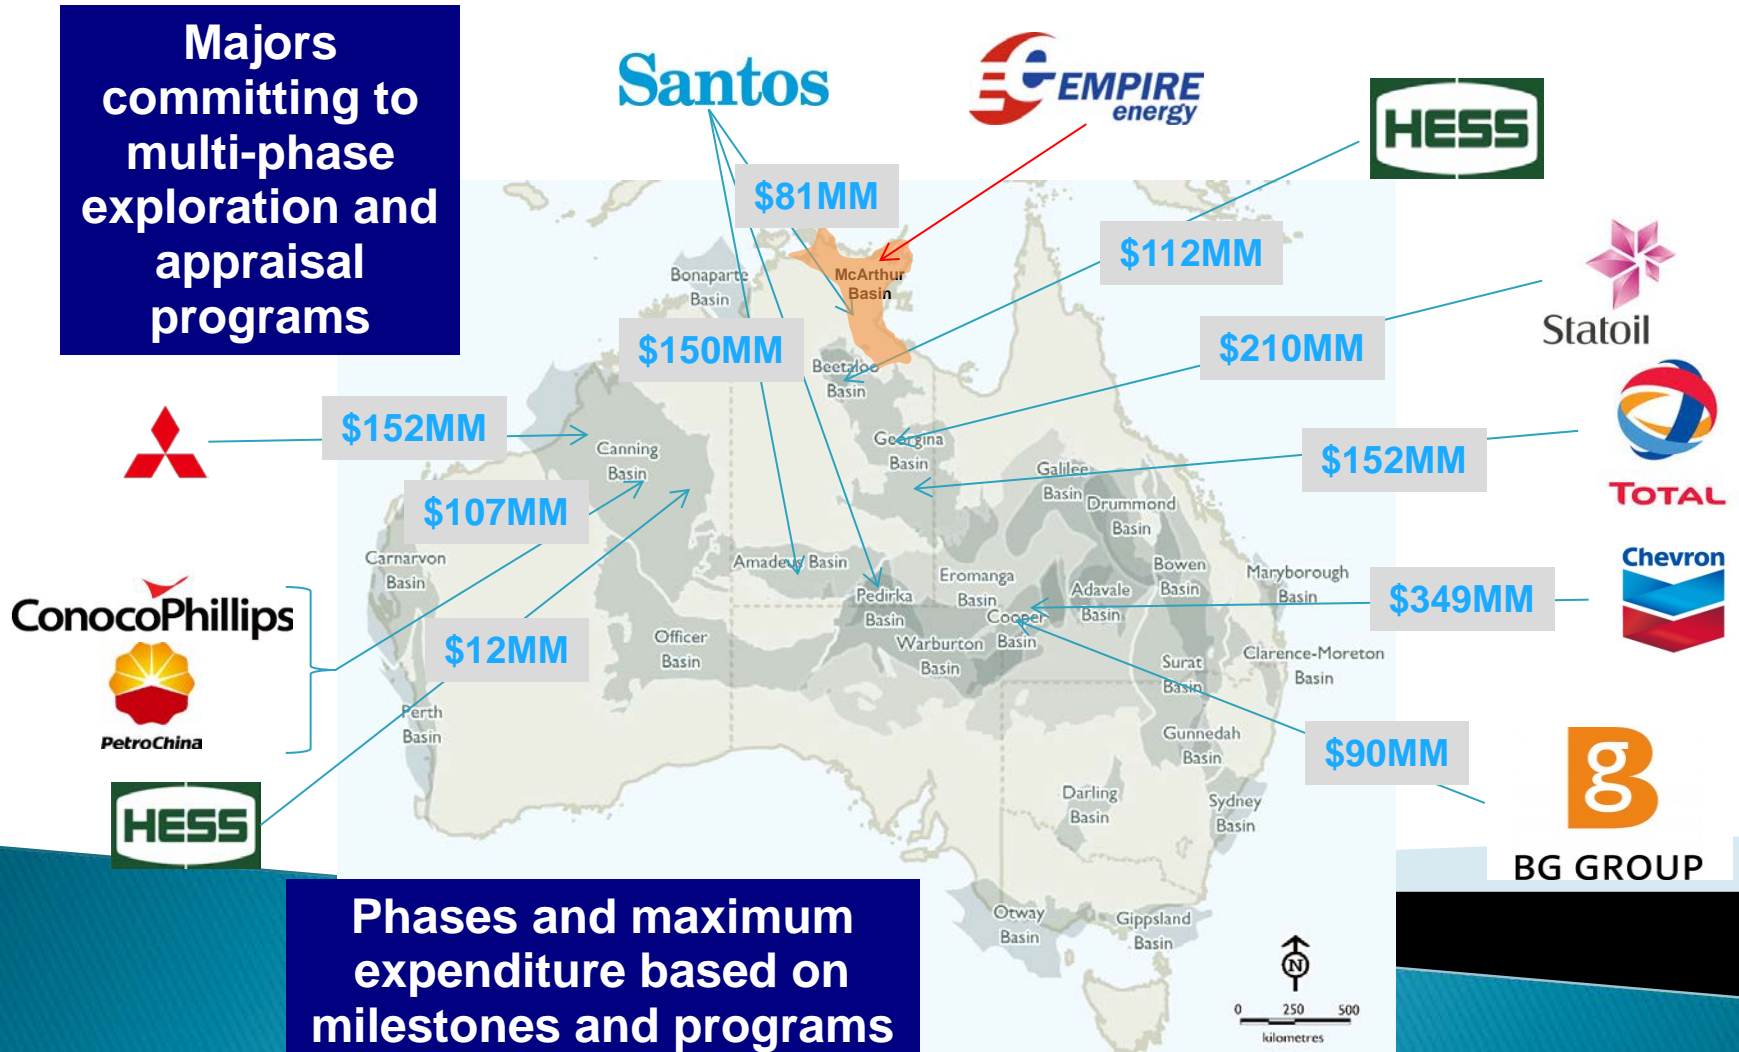 Majors
committing to
multi-phase
exploration and
appraisal
programs
Santos
EMPIRE
energy
HESS
$81MM
$112MM
Statoil
McArthur
Basin
Bonaparte
Basin
$150MM
$210MM
Beetaloo
Basin
$152MM
Canning
Basin
Georgina
Basin
$152MM
TOTAL
Galilee
Basin
Drummond
Basin
$107MM
Carnarvon
Basin
Amadeus Basin
Eromanga
Basin
Bowen
Basin
Adavale
Basin
Maryborough
Basin
Chevron
$349MM
ConocoPhillips
Pedirka
Basin
Cooper
Basin
Warburton
Basin
$12MM
Officer
Basin
Surat
Basin
Clarence-Moreton
Basin
PetroChina
Perth
Basin
Gunnedah
Basin
$90MM
HESS
Darling
Basin
Sydney
Basin
Bg
BG GROUP
Otway
Basin
Gippsland
Basin
N
0 250 500
kilometres
Phases and maximum
expenditure based on
milestones and programs